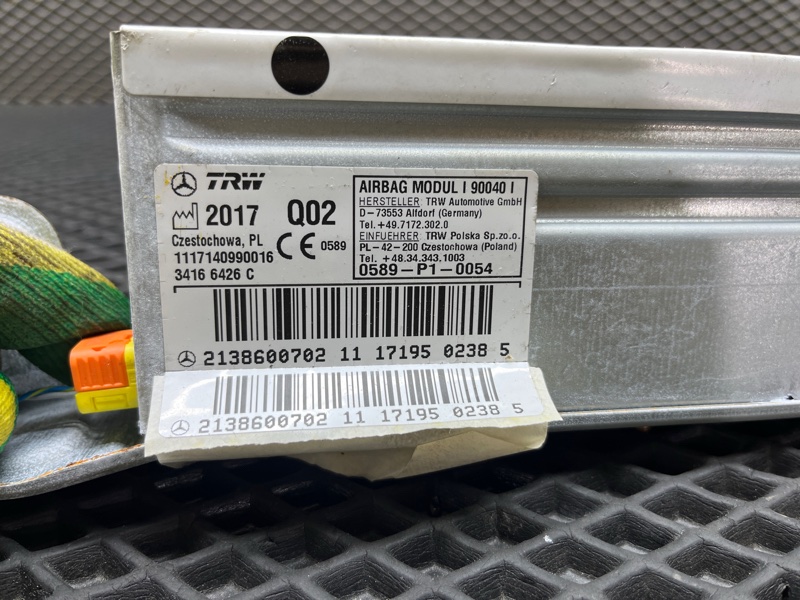 TRW
2017 Q02
Czestochowa, PL
CE 0589
1117140990016
3416 6426 C
AIRBAG MODUL I 90040 I
HERSTELLER: TRW Automotive GmbH
D-73553 Alfdorf (Germany)
Tel.+49.7172.302.0
EINFUEHRER: TRW Polska Sp.zo.o.
PL-42-200 Czestochowa (Poland)
Tel. +48.34.343.1003
0589-P1-0054
2138600702 11 17195 0238 5
2138600702 11 17195 0238 5